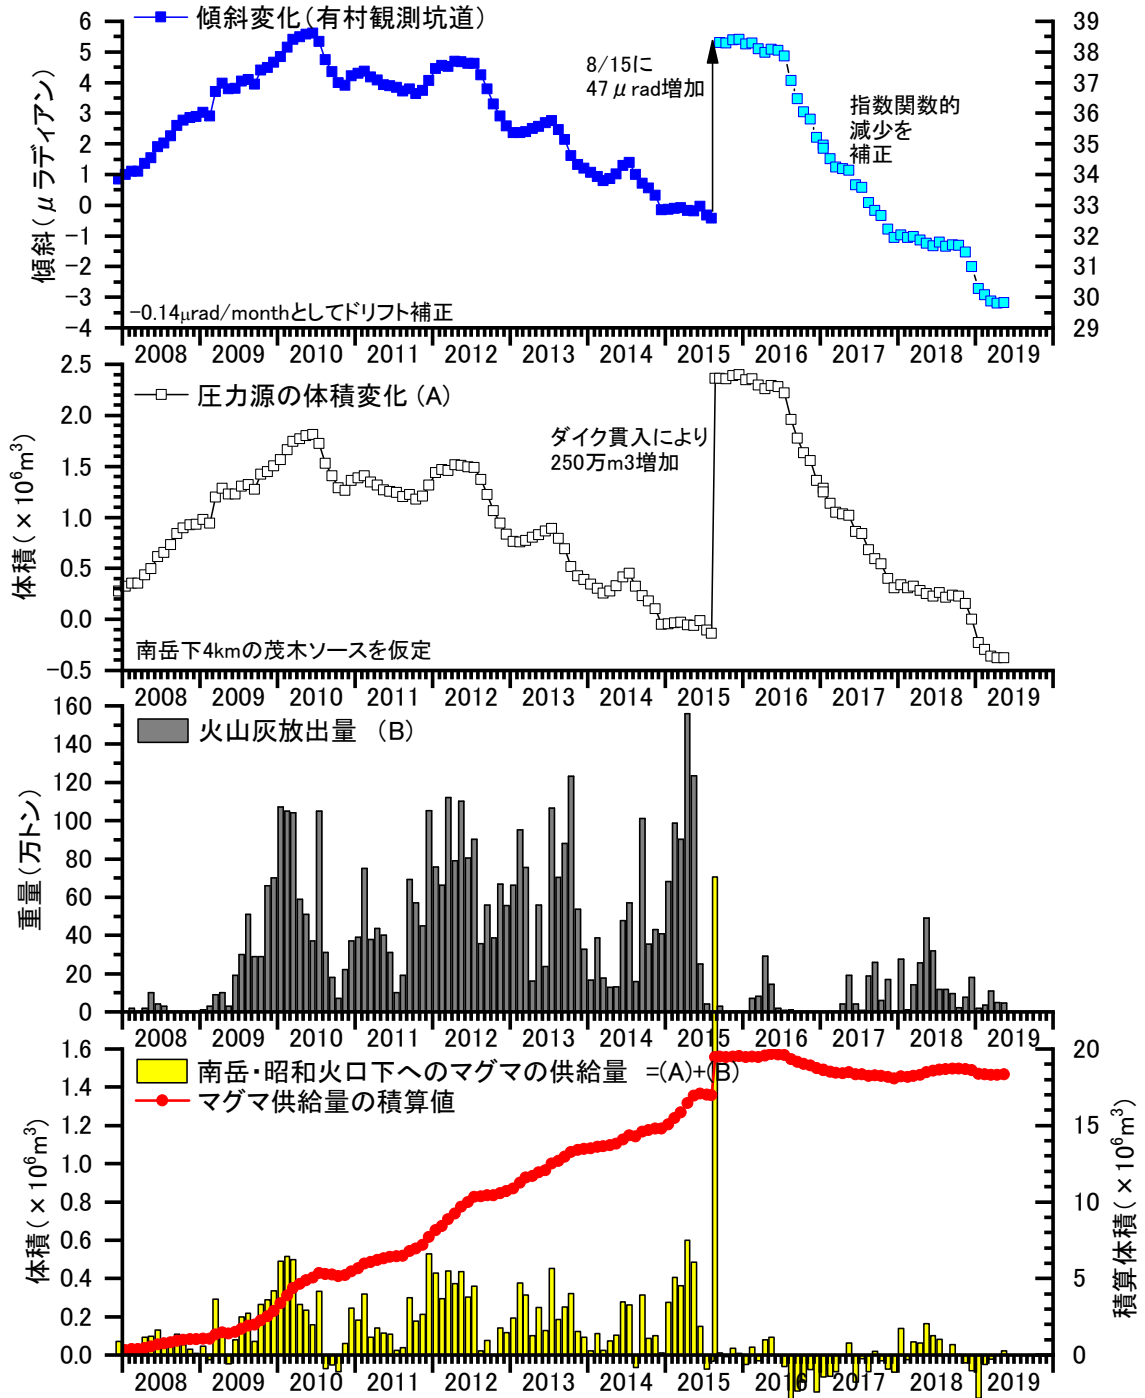 傾斜変化(有村観測坑道)
6
5
4
3
2
1
0
−1
−2
−3
−4
傾斜(μラディアン)
39
38
37
36
35
34
33
32
31
30
29
8/15に
47μrad増加
指数関数的
減少を
補正
−0.14μrad/monthとしてドリフト補正
2008 2009 2010 2011 2012 2013 2014 2015 2016 2017 2018 2019
圧力源の体積変化 (A)
2.5
2.0
1.5
1.0
0.5
0.0
−0.5
体積(×10⁶m³)
ダイク貫入により
250万m3増加
南岳下4kmの茂木ソースを仮定
2008 2009 2010 2011 2012 2013 2014 2015 2016 2017 2018 2019
火山灰放出量 (B)
160
140
120
100
80
60
40
20
0
重量(万トン)
2008 2009 2010 2011 2012 2013 2014 2015 2016 2017 2018 2019
南岳・昭和火口下へのマグマの供給量 =(A)+(B)
マグマ供給量の積算値
1.6
1.4
1.2
1.0
0.8
0.6
0.4
0.2
0.0
体積(×10⁶m³)
20
15
10
5
0
積算体積(×10⁶m³)
2008 2009 2010 2011 2012 2013 2014 2015 6 2017 2018 2019